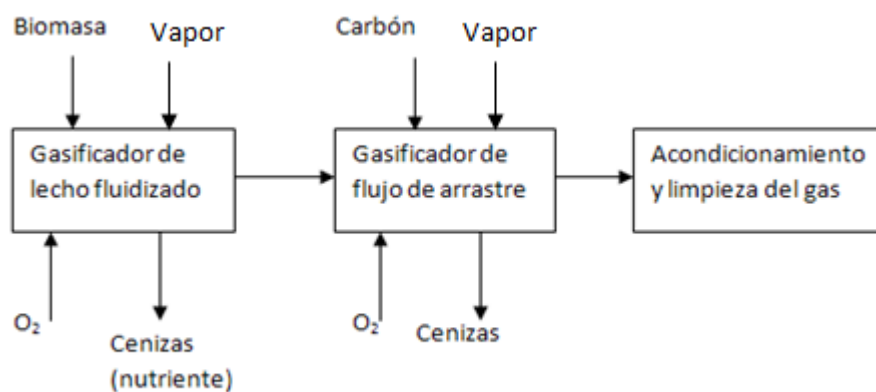 Biomasa
Vapor
Carbón
Vapor
Gasificador de
lecho fluidizado
Gasificador de
flujo de arrastre
Acondicionamiento
y limpieza del gas
O₂
Cenizas
(nutriente)
O₂
Cenizas